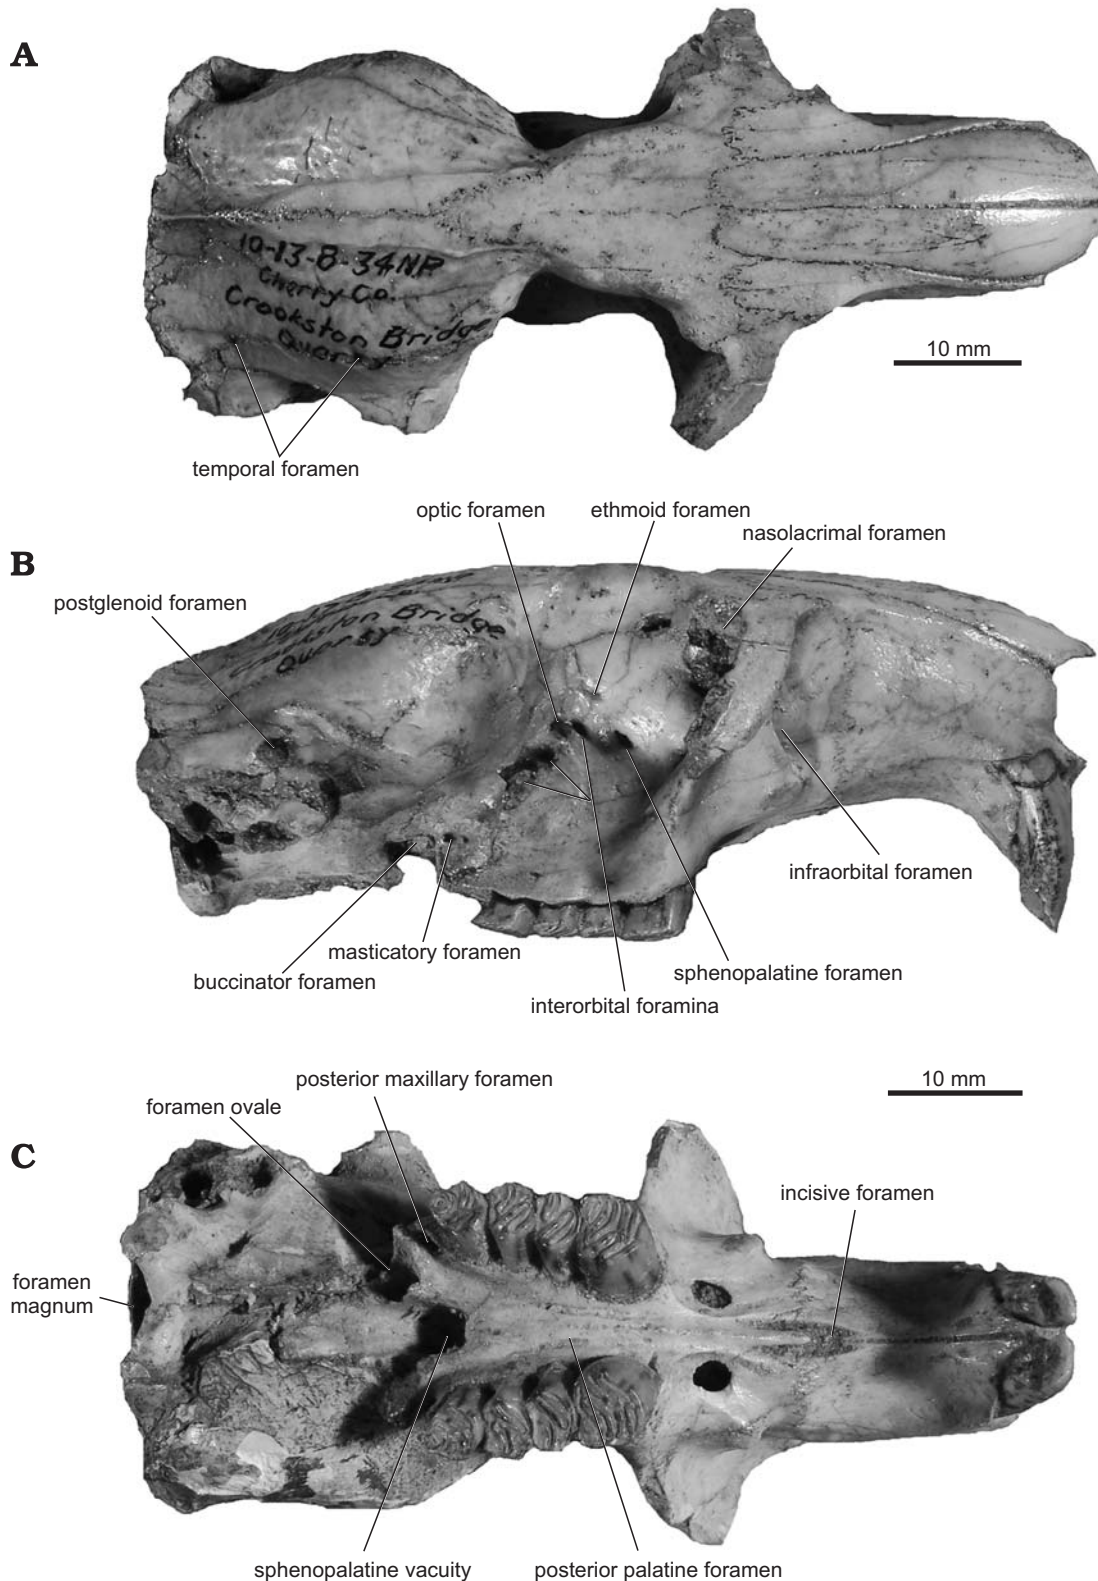 A
10-13-8-34NP
Cherry Co.
Crookston Bridge
10 mm
temporal foramen
optic foramen
ethmoid foramen
nasolacrimal foramen
B
postglenoid foramen
Crookston Bridge
Quarsy
infraorbital foramen
masticatory foramen
sphenopalatine foramen
buccinator foramen
interorbital foramina
posterior maxillary foramen
10 mm
foramen ovale
C
incisive foramen
foramen
magnum
sphenopalatine vacuity
posterior palatine foramen